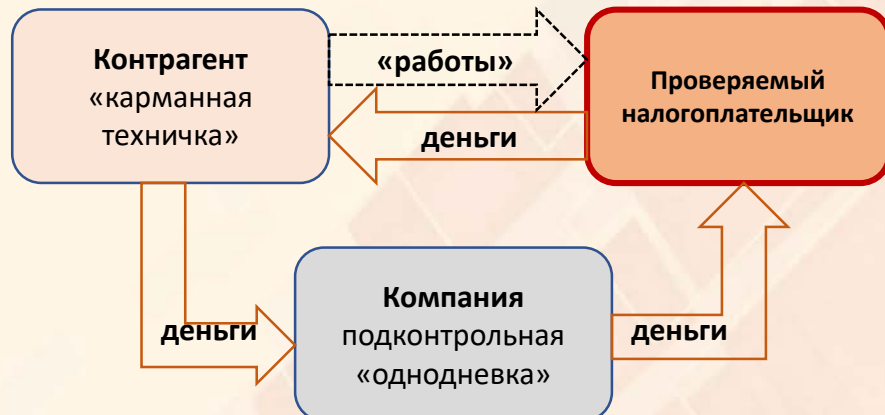 Контрагент
«карманная
техничка»
«работы»
деньги
Проверяемый
налогоплательщик
деньги
Компания
подконтрольная
«однодневка»
деньги